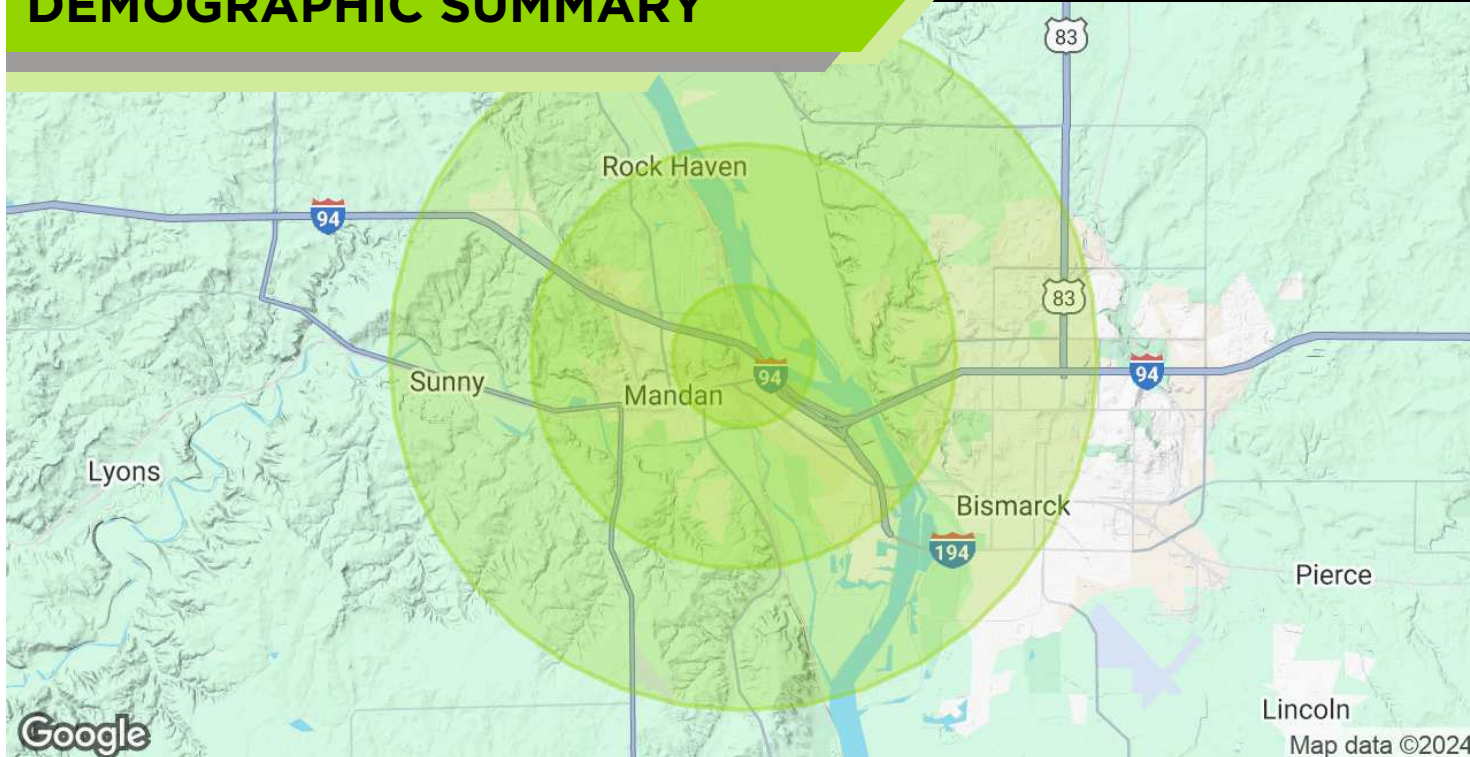 DEMOGRAPHIC SUMMARY
83
Rock Haven
94
83
94
94
Sunny
Mandan
Lyons
Bismarck
194
Pierce
Lincoln
Google
Map data ©2024